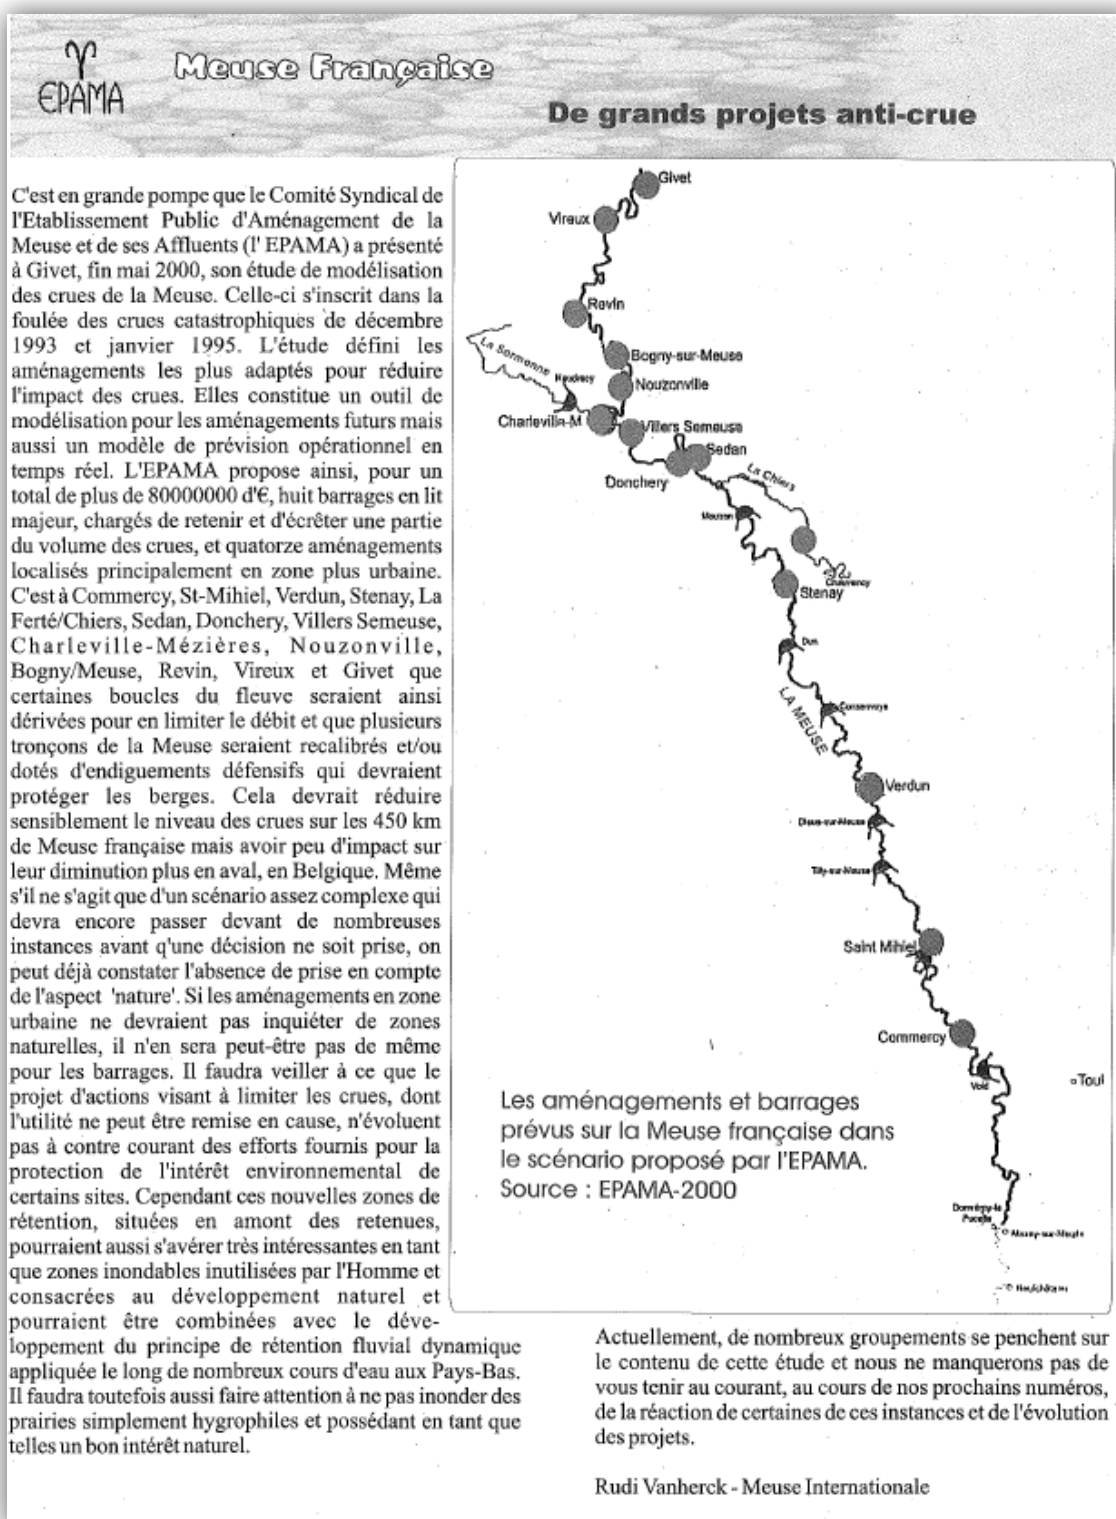 EPAMA
Meuse Française
De grands projets anti-crue
C'est en grande pompe que le Comité Syndical de
l'Etablissement Public d'Aménagement de la
Meuse et de ses Affluents (l' EPAMA) a présenté
à Givet, fin mai 2000, son étude de modélisation
des crues de la Meuse. Celle-ci s'inscrit dans la
foulée des crues catastrophiques de décembre
1993 et janvier 1995. L'étude défini les
aménagements les plus adaptés pour réduire
l'impact des crues. Elles constitue un outil de
modélisation pour les aménagements futurs mais
aussi un modèle de prévision opérationnel en
temps réel. L'EPAMA propose ainsi, pour un
total de plus de 80000000 d'€, huit barrages en lit
majeur, chargés de retenir et d'écrêter une partie
du volume des crues, et quatorze aménagements
localisés principalement en zone plus urbaine.
C'est à Commercy, St-Mihiel, Verdun, Stenay, La
Ferté/Chiers, Sedan, Donchery, Villers Semeuse,
Charleville-Mézières, Nouzonville,
Bogny/Meuse, Revin, Vireux et Givet que
certaines boucles du fleuve seraient ainsi
dérivées pour en limiter le débit et que plusieurs
tronçons de la Meuse seraient recalibrés et/ou
dotés d'endiguements défensifs qui devraient
protéger les berges. Cela devrait réduire
sensiblement le niveau des crues sur les 450 km
de Meuse française mais avoir peu d'impact sur
leur diminution plus en aval, en Belgique. Même
s'il ne s'agit que d'un scénario assez complexe qui
devra encore passer devant de nombreuses
instances avant q'une décision ne soit prise, on
peut déjà constater l'absence de prise en compte
de l'aspect 'nature'. Si les aménagements en zone
urbaine ne devraient pas inquiéter de zones
naturelles, il n'en sera peut-être pas de même
pour les barrages. Il faudra veiller à ce que le
projet d'actions visant à limiter les crues, dont
l'utilité ne peut être remise en cause, n'évoluent
pas à contre courant des efforts fournis pour la
protection de l'intérêt environnemental de
certains sites. Cependant ces nouvelles zones de
rétention, situées en amont des retenues,
pourraient aussi s'avérer très intéressantes en tant
que zones inondables inutilisées par l'Homme et
consacrées au développement naturel et
pourraient être combinées avec le déve-
loppement du principe de rétention fluvial dynamique
appliquée le long de nombreux cours d'eau aux Pays-Bas.
Il faudra toutefois aussi faire attention à ne pas inonder des
prairies simplement hygrophiles et possédant en tant que
telles un bon intérêt naturel.
Givet
Vireux
Revin
La Sormonne
Bogny-sur-Meuse
Nouzonville
Charleville-M
Villers Semeuse
Sedan
Donchery
La Chiers
Mouzon
Chauvency
Stenay
Dun
LA MEUSE
Consenvoye
Verdun
Dieue-sur-Meuse
Tilly-sur-Meuse
Saint Mihiel
Commercy
Void
Toul
Domrémy-la
Pucelle
Neufchâteau
Les aménagements et barrages
prévus sur la Meuse française dans
le scénario proposé par l'EPAMA.
Source : EPAMA-2000
Actuellement, de nombreux groupements se penchent sur
le contenu de cette étude et nous ne manquerons pas de
vous tenir au courant, au cours de nos prochains numéros,
de la réaction de certaines de ces instances et de l'évolution
des projets.
Rudi Vanherck - Meuse Internationale